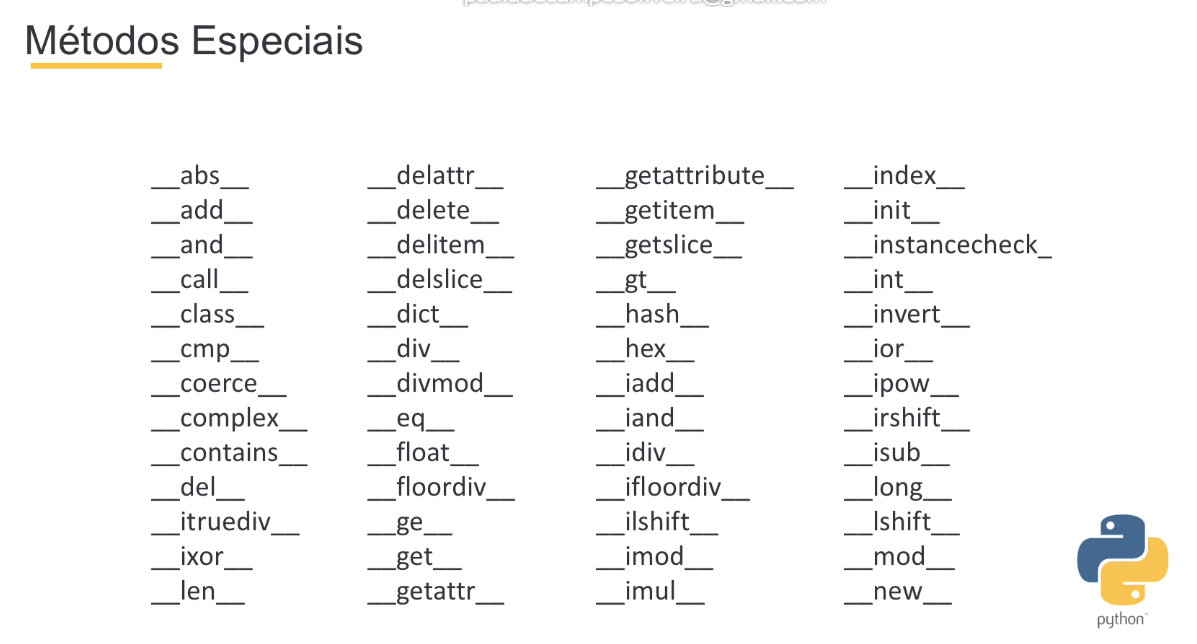 Métodos Especiais
__abs__
__add__
__and__
__call__
__class__
__cmp__
__coerce__
__complex__
__contains__
__del__
__itruediv__
__ixor__
__len__
__delattr__
__delete__
__delitem__
__delslice__
__dict__
__div__
__divmod__
__eq__
__float__
__floordiv__
__ge__
__get__
__getattr__
__getattribute__
__getitem__
__getslice__
__gt__
__hash__
__hex__
__iadd__
__iand__
__idiv__
__ifloordiv__
__ilshift__
__imod__
__imul__
__index__
__init__
__instancecheck_
__int__
__invert__
__ior__
__ipow__
__irshift__
__isub__
__long__
__lshift__
__mod__
__new__
python